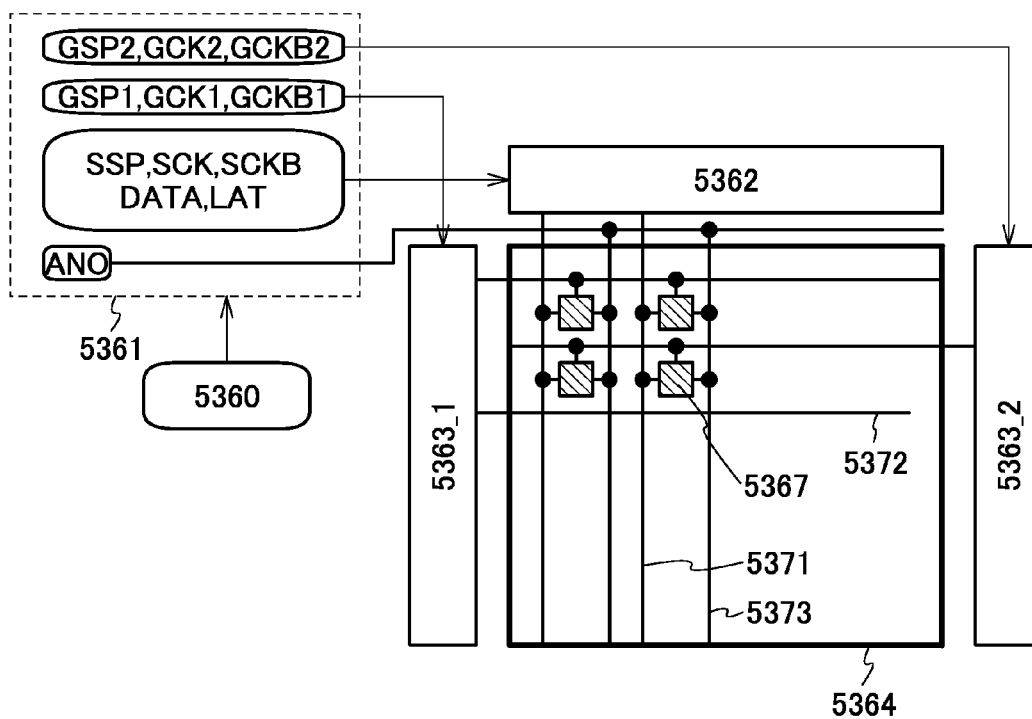 GSP2,GCK2,GCKB2
GSP1,GCK1,GCKB1
SSP,SCK,SCKB
DATA,LAT
ANO
5361
5360
5362
5363_1
5363_2
5372
5367
5371
5373
5364